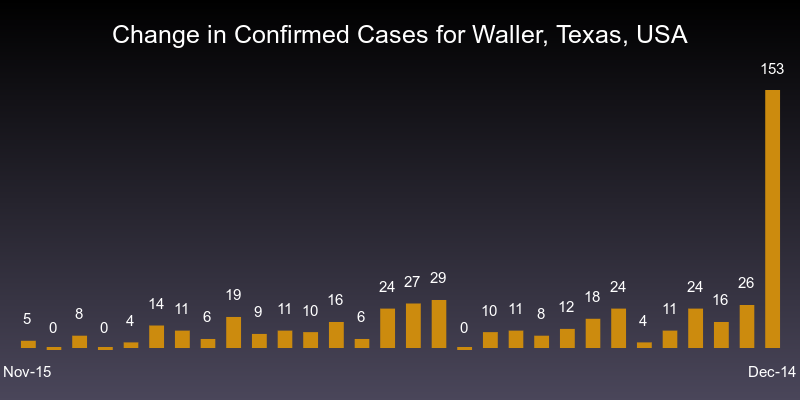 Change in Confirmed Cases for Waller, Texas, USA
153
5 0 8 0 4 14 11 6 19 9 11 10 16 6 24 27 29 0 10 11 8 12 18 24 4 11 24 16 26
Nov-15 Dec-14